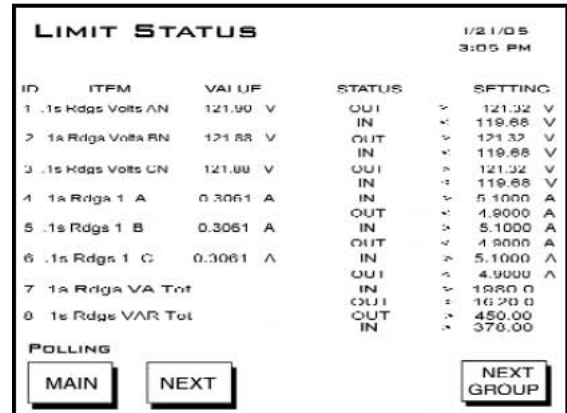 LIMIT STATUS 1/21/05
3:05 PM
ID ITEM VALUE STATUS SETTING
1 .1s Rdgs Volts AN 121.90 V OUT > 121.32 V
IN < 119.68 V
2 .1s Rdgs Volts BN 121.88 V OUT > 121.32 V
IN < 119.68 V
3 .1s Rdgs Volts CN 121.88 V OUT > 121.32 V
IN < 119.68 V
4 .1s Rdgs 1 A 0.3061 A IN > 5.1000 A
OUT < 4.9000 A
5 .1s Rdgs 1 B 0.3061 A IN > 5.1000 A
OUT < 4.9000 A
6 .1s Rdgs 1 C 0.3061 A IN > 5.1000 A
OUT < 4.9000 A
7 1s Rdgs VA Tot IN > 1980.0
OUT 1620.0
8 1s Rdgs VAR Tot OUT > 450.00
IN > 378.00
POLLING
MAIN NEXT NEXT
GROUP